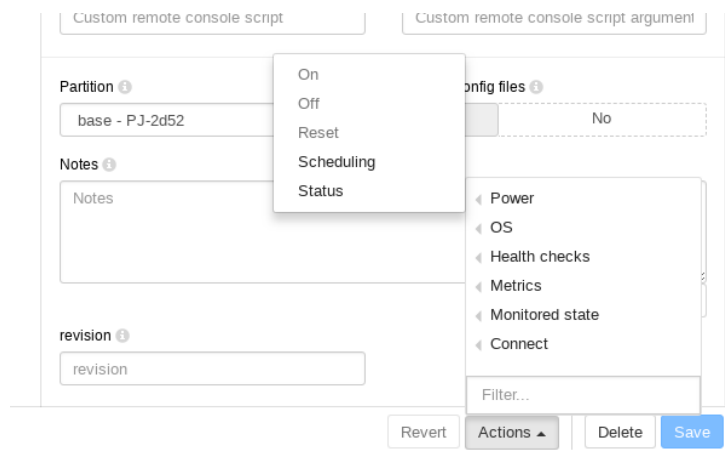 Custom remote console script
Custom remote console script argument
Partition
base - PJ-2d52
onfig files
No
Notes
Notes
On
Off
Reset
Scheduling
Status
Power
OS
Health checks
Metrics
Monitored state
Connect
Filter...
revision
revision
Revert
Actions
Delete
Save